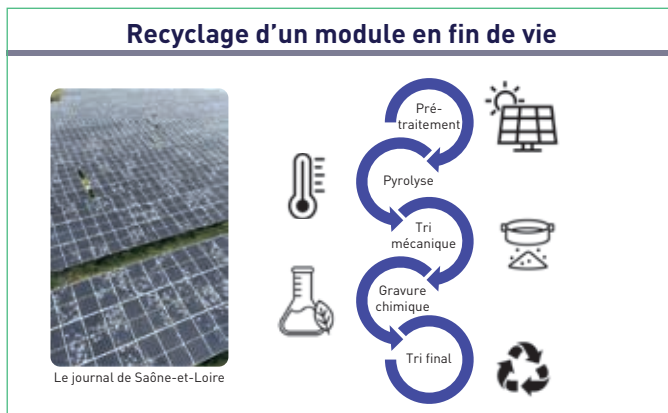 Recyclage d’un module en fin de vie
Pré-
traitement
Pyrolyse
Tri
mécanique
Gravure
chimique
Tri final
Le journal de Saône-et-Loire